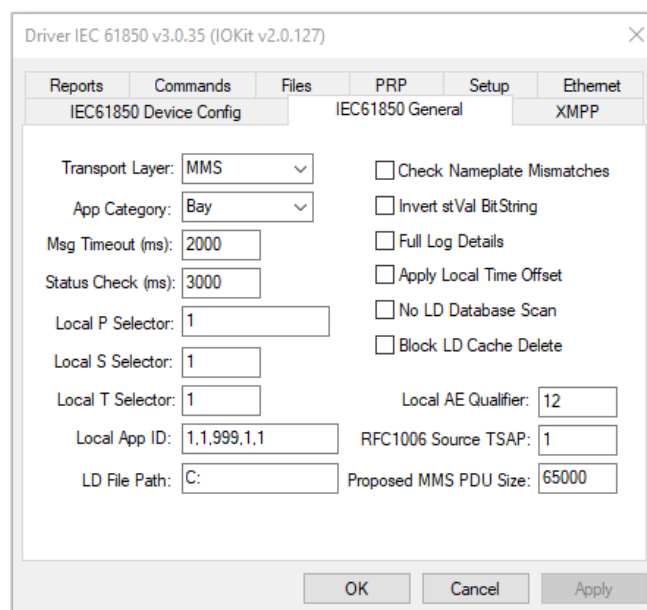 Driver IEC 61850 v3.0.35 (IOKit v2.0.127)
Reports Commands Files PRP Setup Ethernet
IEC61850 Device Config IEC61850 General XMPP
Transport Layer: MMS
Check Nameplate Mismatches
App Category: Bay
Invert stVal BitString
Msg Timeout (ms): 2000
Full Log Details
Status Check (ms): 3000
Apply Local Time Offset
Local P Selector: 1
No LD Database Scan
Local S Selector: 1
Block LD Cache Delete
Local T Selector: 1
Local AE Qualifier: 12
Local App ID: 1,1,999,1,1
RFC1006 Source TSAP: 1
LD File Path: C:
Proposed MMS PDU Size: 65000
OK Cancel Apply